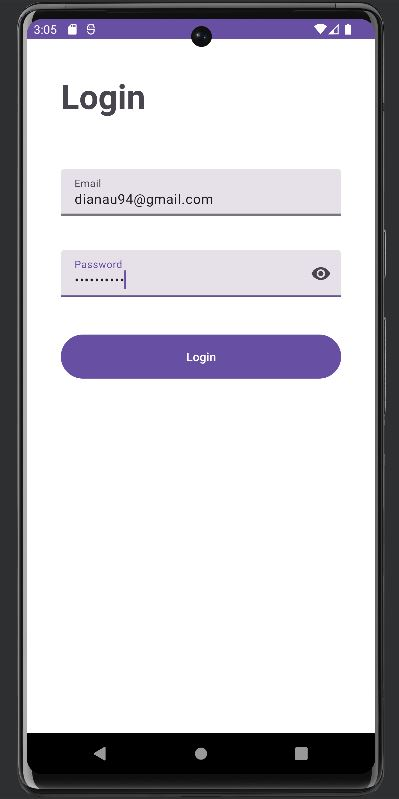 3:05
Login
Email
dianau94@gmail.com
Password
••••••••••
Login